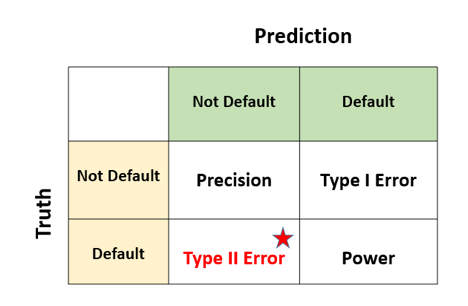 Prediction
Not Default
Default
Truth
Not Default
Precision
Type I Error
Default
Type II Error
Power